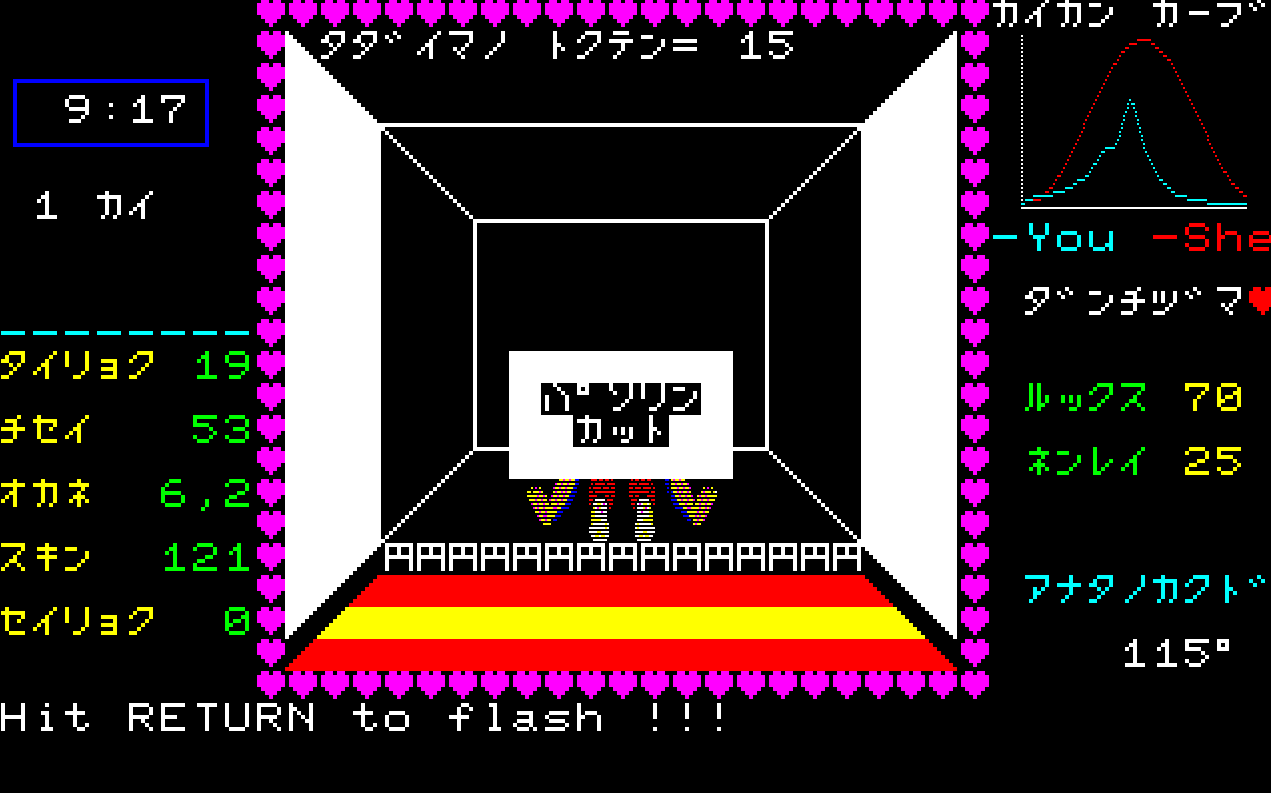 カイカン カーブ
タダイマノ トクテン= 15
9:17
1 カイ
-You -She
ダンチヅマ♥
タイリョク 19
ルックス 70
パンツリン
カット
チセイ 53
ネンレイ 25
オカネ 6,2
スキン 121
アナタノカクド
セイリョク 0
115°
Hit RETURN to flash !!!